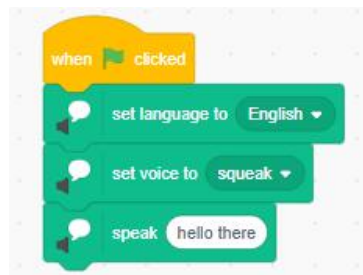 when clicked
set language to English
set voice to squeak
speak hello there